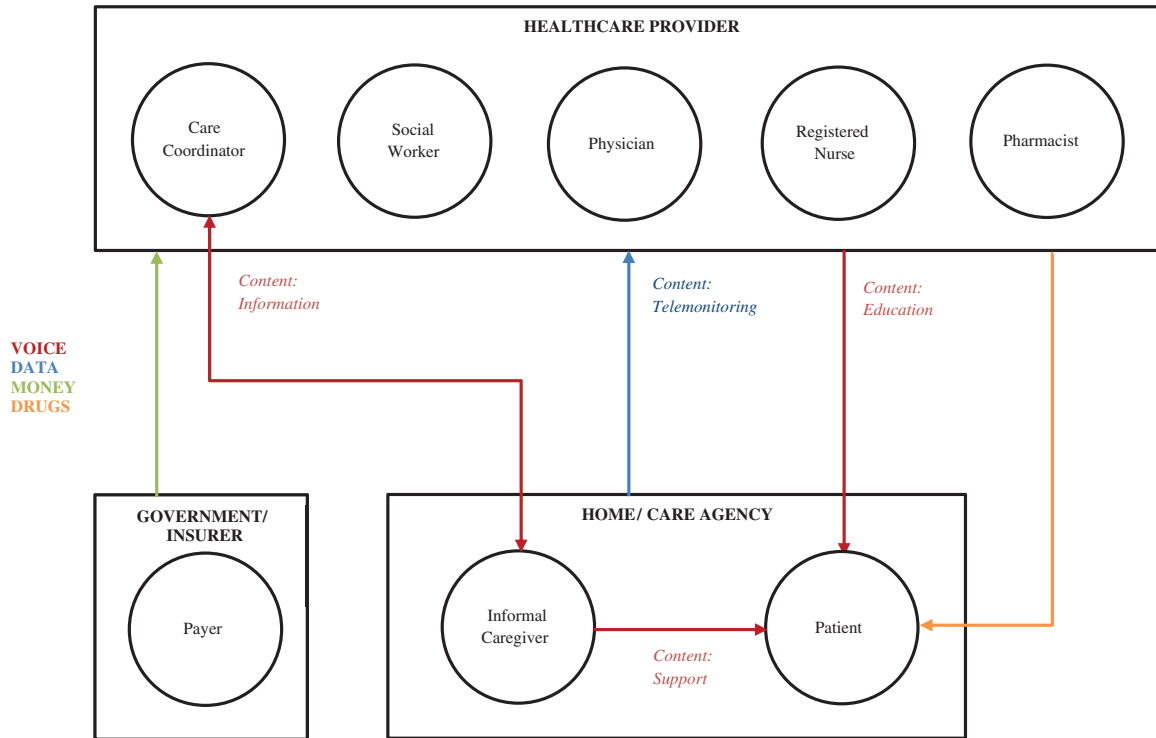 HEALTHCARE PROVIDER
Care
Coordinator
Social
Worker
Physician
Registered
Nurse
Pharmacist
Content:
Information
Content:
Telemonitoring
Content:
Education
VOICE
DATA
MONEY
DRUGS
GOVERNMENT/
INSURER
Payer
HOME/ CARE AGENCY
Informal
Caregiver
Patient
Content:
Support